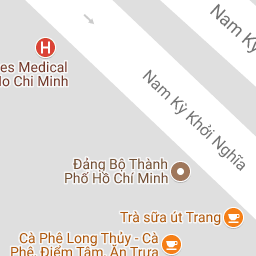 Nam Kỳ
H
es Medical
Ho Chi Minh
Nam Kỳ Khởi Nghĩa
Đảng Bộ Thành
Phố Hồ Chí Minh
Trà sữa út Trang
Cà Phê Long Thủy - Cà
Phê, Điểm Tâm, Ăn Trưa